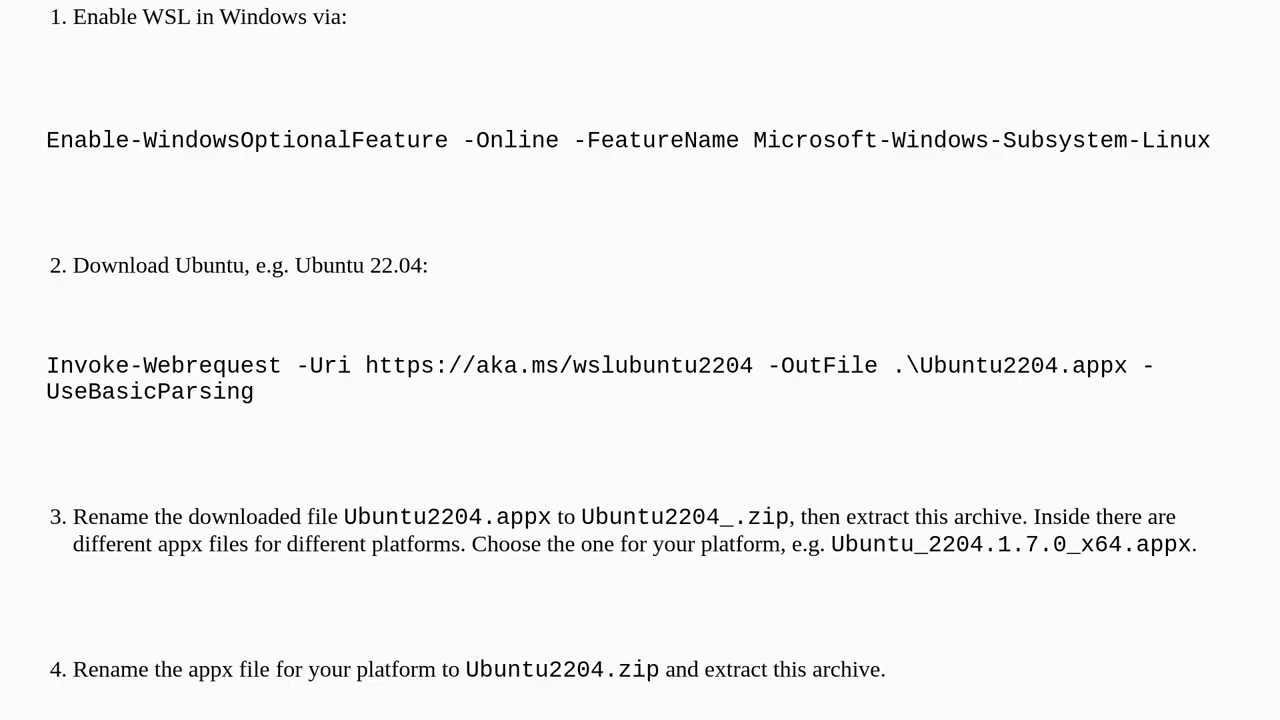 1. Enable WSL in Windows via:
Enable-WindowsOptionalFeature -Online -FeatureName Microsoft-Windows-Subsystem-Linux
2. Download Ubuntu, e.g. Ubuntu 22.04:
Invoke-Webrequest -Uri https://aka.ms/wslubuntu2204 -OutFile .\Ubuntu2204.appx -
UseBasicParsing
3. Rename the downloaded file Ubuntu2204.appx to Ubuntu2204_.zip, then extract this archive. Inside there are
different appx files for different platforms. Choose the one for your platform, e.g. Ubuntu_2204.1.7.0_x64.appx.
4. Rename the appx file for your platform to Ubuntu2204.zip and extract this archive.